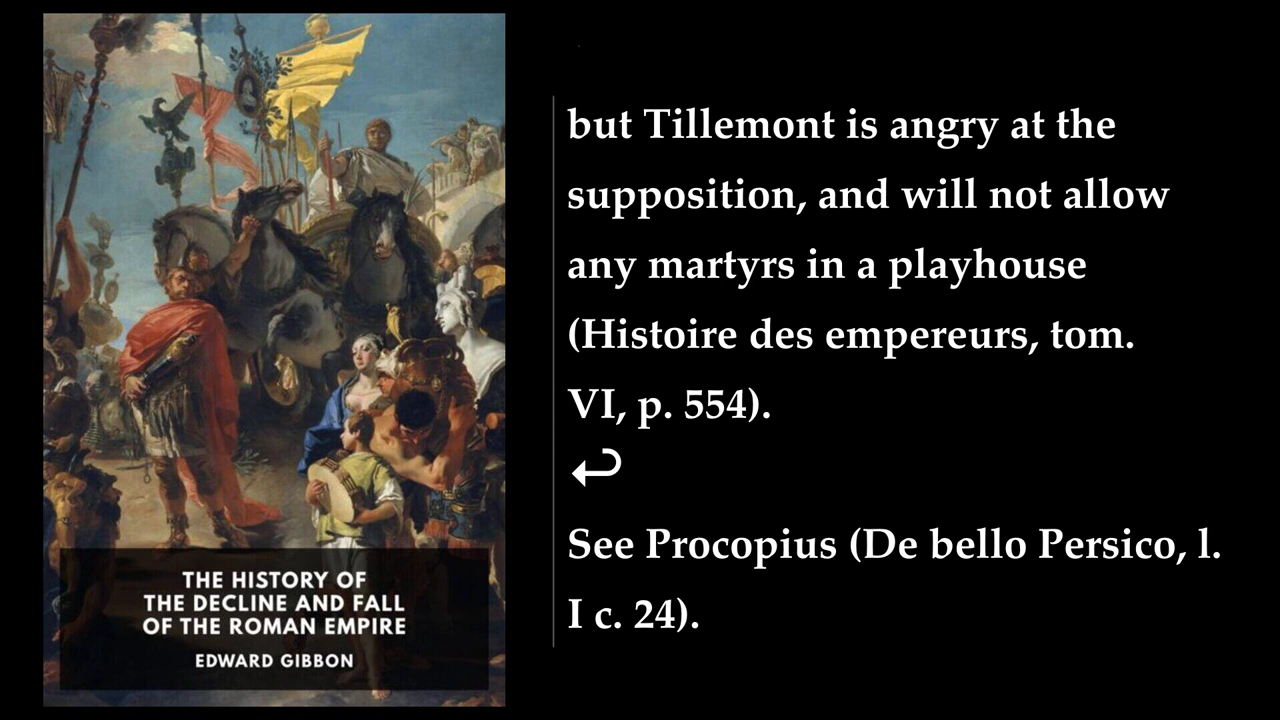 THE HISTORY OF
THE DECLINE AND FALL
OF THE ROMAN EMPIRE
EDWARD GIBBON
but Tillemont is angry at the
supposition, and will not allow
any martyrs in a playhouse
(Histoire des empereurs, tom.
VI, p. 554).
↩
See Procopius (De bello Persico, l.
I c. 24).